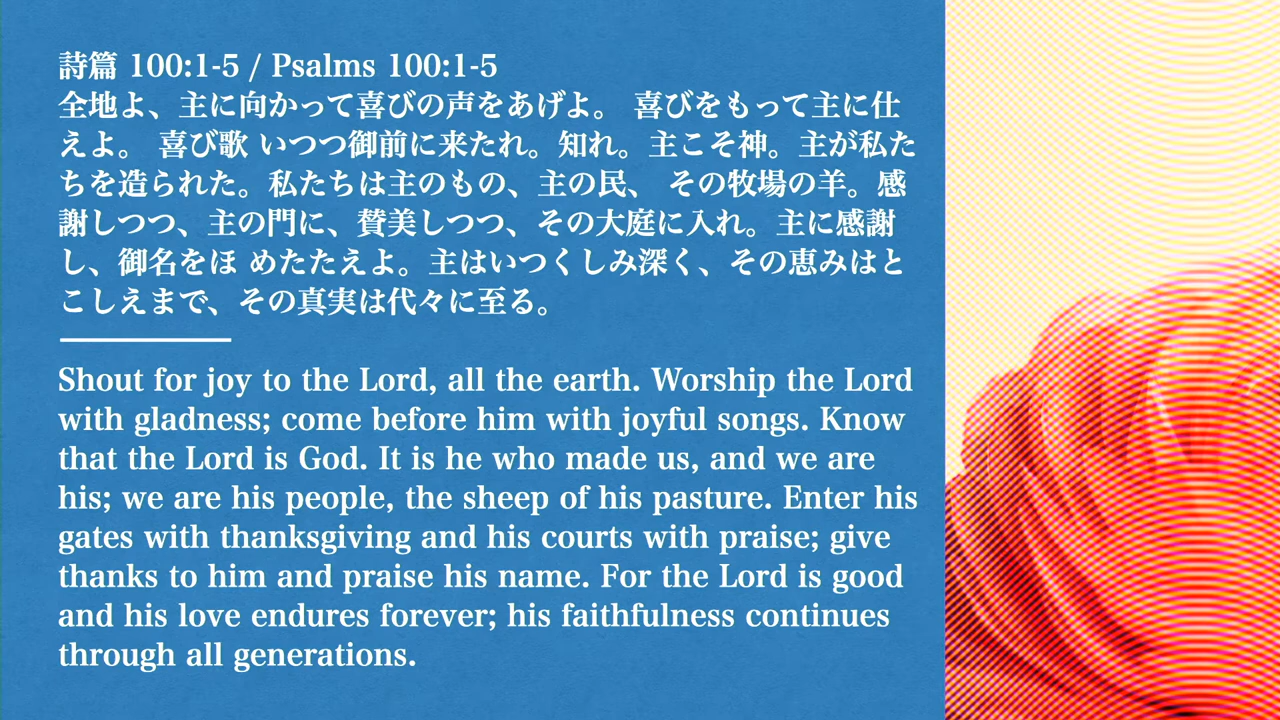 詩篇 100:1-5 / Psalms 100:1-5
全地よ、主に向かって喜びの声をあげよ。 喜びをもって主に仕
えよ。 喜び歌 いつつ御前に来たれ。知れ。主こそ神。主が私た
ちを造られた。私たちは主のもの、主の民、 その牧場の羊。感
謝しつつ、主の門に、賛美しつつ、その大庭に入れ。主に感謝
し、御名をほ めたたえよ。主はいつくしみ深く、その恵みはと
こしえまで、その真実は代々に至る。
Shout for joy to the Lord, all the earth. Worship the Lord
with gladness; come before him with joyful songs. Know
that the Lord is God. It is he who made us, and we are
his; we are his people, the sheep of his pasture. Enter his
gates with thanksgiving and his courts with praise; give
thanks to him and praise his name. For the Lord is good
and his love endures forever; his faithfulness continues
through all generations.